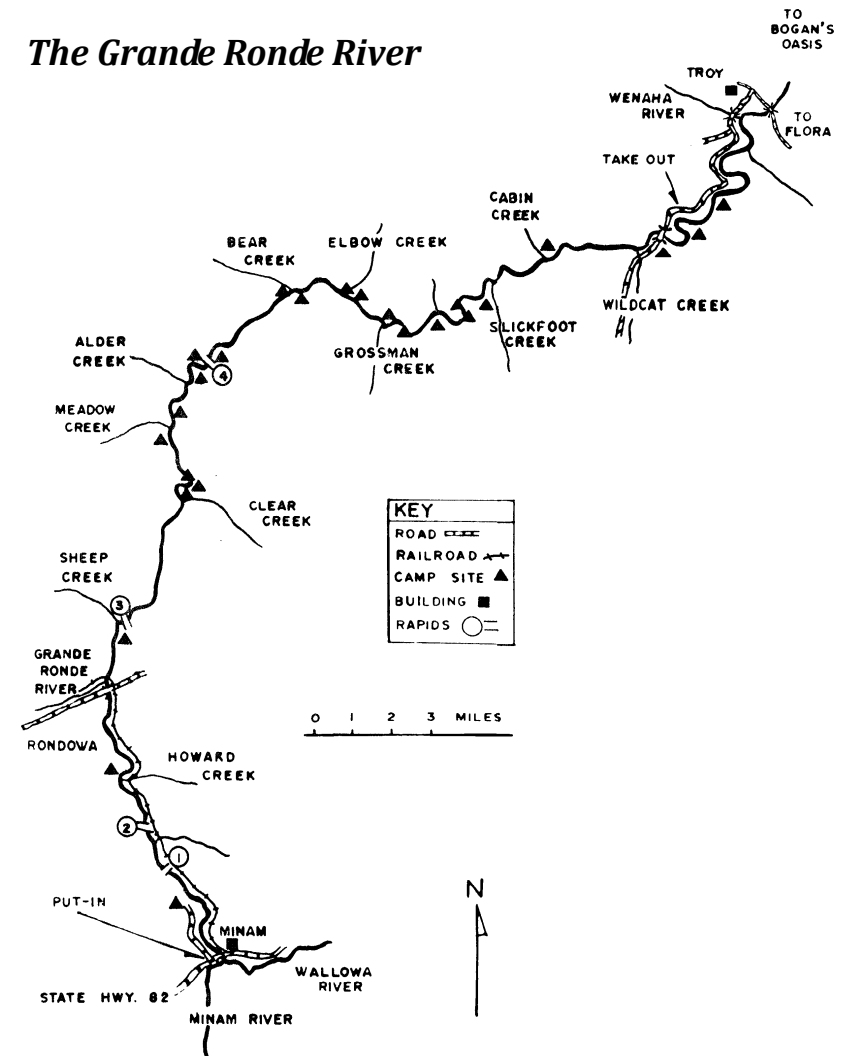 The Grande Ronde River
TO
BOGAN'S
OASIS
TROY
WENAHA
RIVER
TO
FLORA
TAKE OUT
CABIN
CREEK
BEAR
CREEK
ELBOW CREEK
WILDCAT CREEK
SLICKFOOT
CREEK
GROSSMAN
CREEK
ALDER
CREEK
4
MEADOW
CREEK
CLEAR
CREEK
KEY
ROAD
RAILROAD
CAMP SITE
BUILDING
RAPIDS
SHEEP
CREEK
3
GRANDE
RONDE
RIVER
0 1 2 3 MILES
RONDOWA
HOWARD
CREEK
2
1
N
PUT-IN
MINAM
WALLOWA
RIVER
STATE HWY. 82
MINAM RIVER